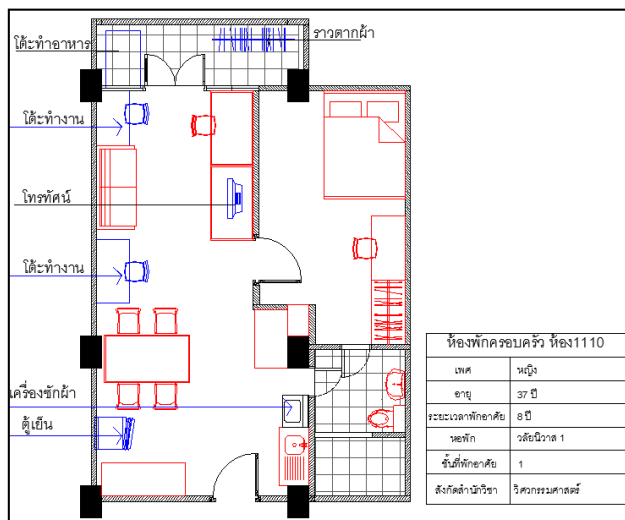 โต๊ะทำอาหาร
ราวตากผ้า
โต๊ะทำงาน
โทรทัศน์
โต๊ะทำงาน
เครื่องซักผ้า
ตู้เย็น
ห้องพักครอบครัว ห้อง1110
เพศ หญิง
อายุ 37 ปี
ระยะเวลาพักอาศัย 8 ปี
หอพัก วลัยนิวาส 1
ชั้นที่พักอาศัย 1
สังกัดสำนักวิชา วิศวกรรมศาสตร์